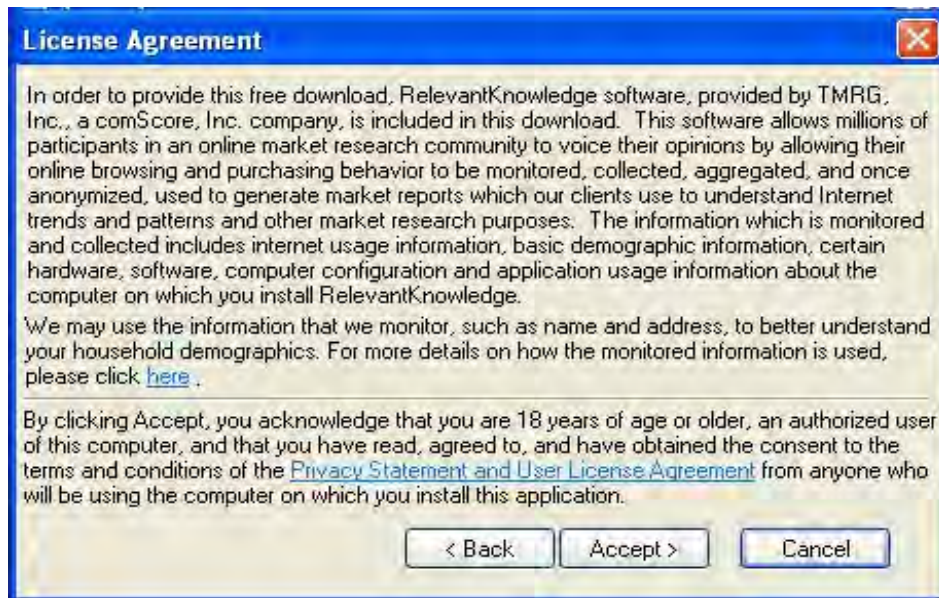 License Agreement
In order to provide this free download, RelevantKnowledge software, provided by TMRG,
Inc., a comScore, Inc. company, is included in this download. This software allows millions of
participants in an online market research community to voice their opinions by allowing their
online browsing and purchasing behavior to be monitored, collected, aggregated, and once
anonymized, used to generate market reports which our clients use to understand Internet
trends and patterns and other market research purposes. The information which is monitored
and collected includes internet usage information, basic demographic information, certain
hardware, software, computer configuration and application usage information about the
computer on which you install RelevantKnowledge.
We may use the information that we monitor, such as name and address, to better understand
your household demographics. For more details on how the monitored information is used,
please click here .
By clicking Accept, you acknowledge that you are 18 years of age or older, an authorized user
of this computer, and that you have read, agreed to, and have obtained the consent to the
terms and conditions of the Privacy Statement and User License Agreement from anyone who
will be using the computer on which you install this application.
< Back Accept > Cancel